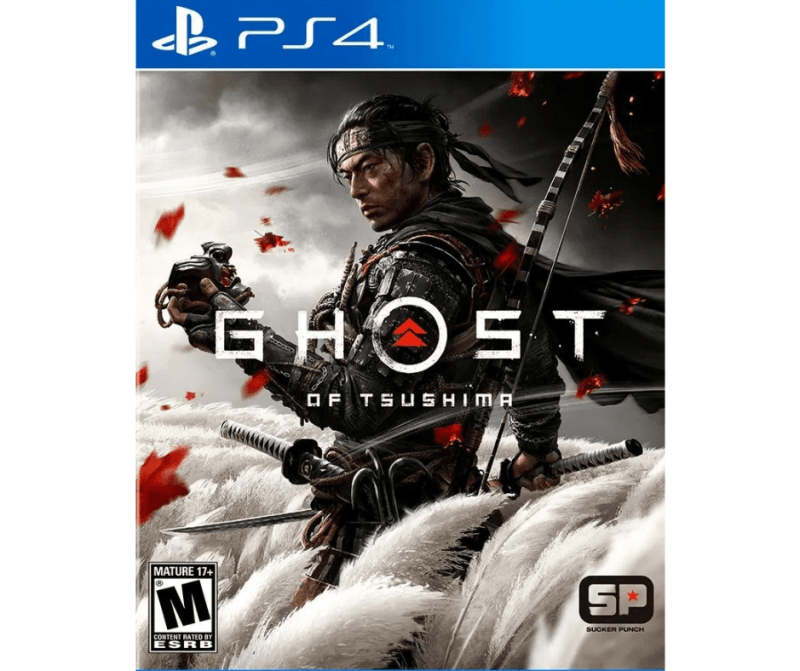 PS4
GHOST
OF TSUSHIMA
MATURE 17+
M
CONTENT RATED BY
ESRB
SP
SUCKER PUNCH